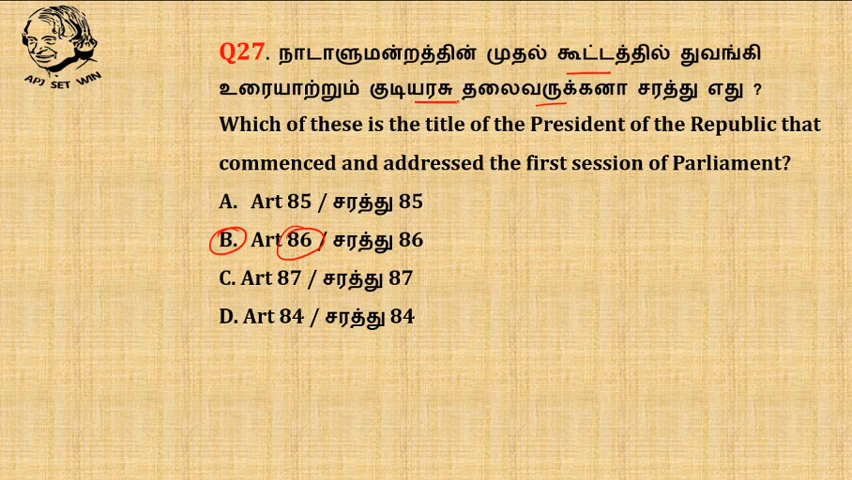 APJ SET WIN
Q27. நாடாளுமன்றத்தின் முதல் கூட்டத்தில் துவங்கி
உரையாற்றும் குடியரசு தலைவருக்கனா சரத்து எது ?
Which of these is the title of the President of the Republic that
commenced and addressed the first session of Parliament?
A. Art 85 / சரத்து 85
B. Art 86 / சரத்து 86
C. Art 87 / சரத்து 87
D. Art 84 / சரத்து 84